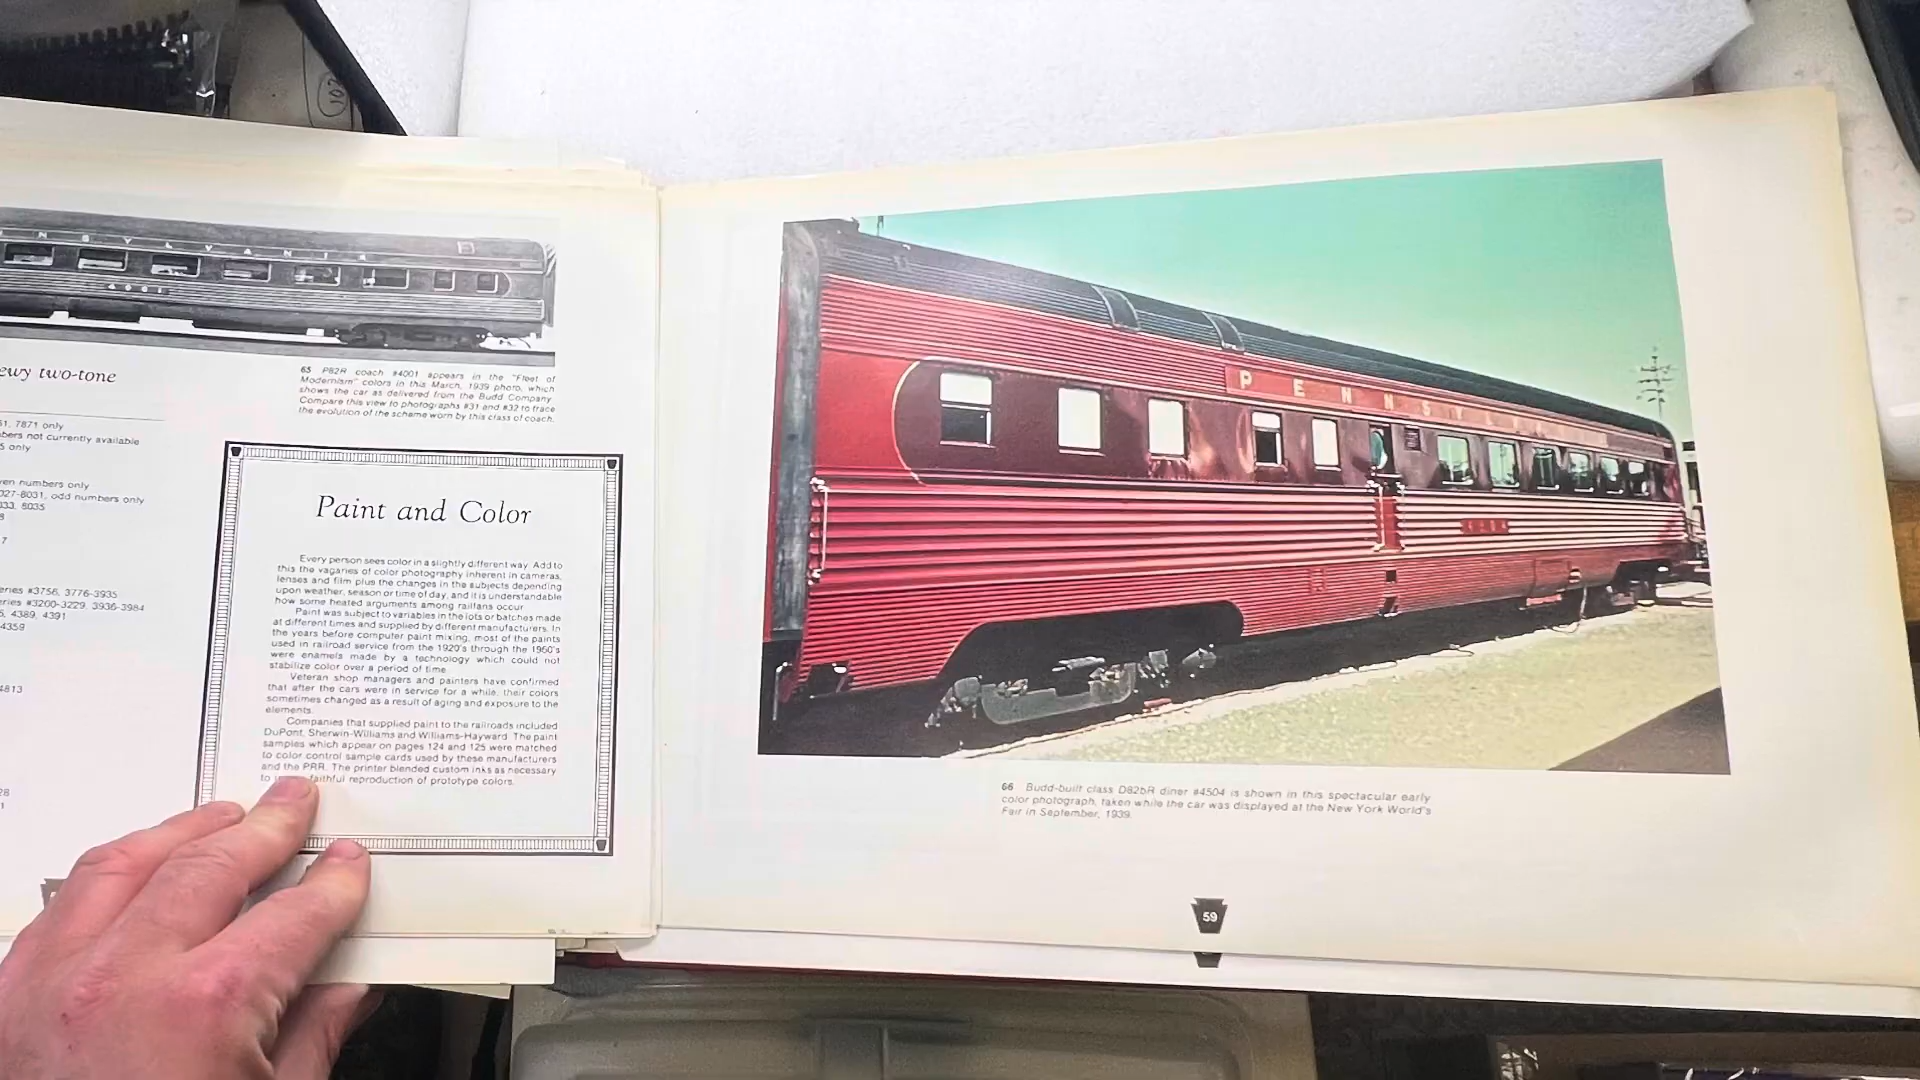 NSYLVANIA
4001
ewy two-tone
65 P82R coach #4001 appears in the "Fleet of
Modernism" colors in this March, 1939 photo, which
shows the car as delivered from the Budd Company.
Compare this view to photographs #31 and #32 to trace
the evolution of the scheme worn by this class of coach.
51, 7871 only
bers not currently available
5 only
ven numbers only
027-8031, odd numbers only
033, 8035
8
7
eries #3756, 3776-3935
eries #3200-3229, 3936-3984
5, 4389, 4391
4359
4813
28
1
Paint and Color
Every person sees color in a slightly different way. Add to
this the vagaries of color photography inherent in cameras,
lenses and film plus the changes in the subjects depending
upon weather, season or time of day, and it is understandable
how some heated arguments among railfans occur.
Paint was subject to variables in the lots or batches made
at different times and supplied by different manufacturers. In
the years before computer paint mixing, most of the paints
used in railroad service from the 1920's through the 1960's
were enamels made by a technology which could not
stabilize color over a period of time.
Veteran shop managers and painters have confirmed
that after the cars were in service for a while, their colors
sometimes changed as a result of aging and exposure to the
elements.
Companies that supplied paint to the railroads included
DuPont, Sherwin-Williams and Williams-Hayward. The paint
samples which appear on pages 124 and 125 were matched
to color control sample cards used by these manufacturers
and the PRR. The printer blended custom inks as necessary
to faithful reproduction of prototype colors.
PENNSYL
4504
66 Budd-built class D82bR diner #4504 is shown in this spectacular early
color photograph, taken while the car was displayed at the New York World's
Fair in September, 1939.
59